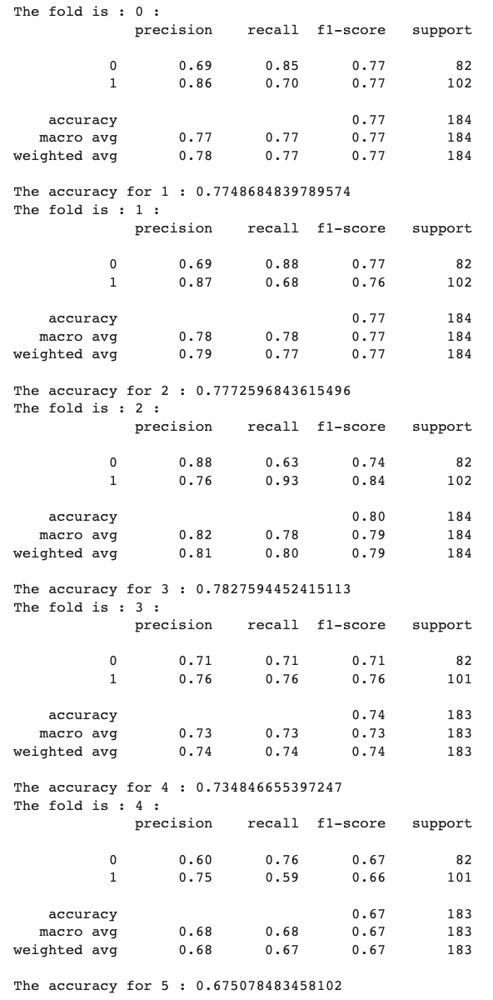 The fold is : 0 :
precision recall f1-score support
0 0.69 0.85 0.77 82
1 0.86 0.70 0.77 102
accuracy 0.77 184
macro avg 0.77 0.77 0.77 184
weighted avg 0.78 0.77 0.77 184
The accuracy for 1 : 0.7748684839789574
The fold is : 1 :
precision recall f1-score support
0 0.69 0.88 0.77 82
1 0.87 0.68 0.76 102
accuracy 0.77 184
macro avg 0.78 0.78 0.77 184
weighted avg 0.79 0.77 0.77 184
The accuracy for 2 : 0.7772596843615496
The fold is : 2 :
precision recall f1-score support
0 0.88 0.63 0.74 82
1 0.76 0.93 0.84 102
accuracy 0.80 184
macro avg 0.82 0.78 0.79 184
weighted avg 0.81 0.80 0.79 184
The accuracy for 3 : 0.7827594452415113
The fold is : 3 :
precision recall f1-score support
0 0.71 0.71 0.71 82
1 0.76 0.76 0.76 101
accuracy 0.74 183
macro avg 0.73 0.73 0.73 183
weighted avg 0.74 0.74 0.74 183
The accuracy for 4 : 0.734846655397247
The fold is : 4 :
precision recall f1-score support
0 0.60 0.76 0.67 82
1 0.75 0.59 0.66 101
accuracy 0.67 183
macro avg 0.68 0.68 0.67 183
weighted avg 0.68 0.67 0.67 183
The accuracy for 5 : 0.675078483458102